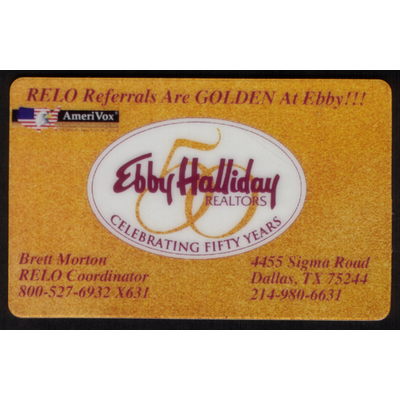 RELO Referrals Are GOLDEN At Ebby!!!
AmeriVox®
50
Ebby Halliday
REALTORS
CELEBRATING FIFTY YEARS
Brett Morton
RELO Coordinator
800-527-6932 X631
4455 Sigma Road
Dallas, TX 75244
214-980-6631